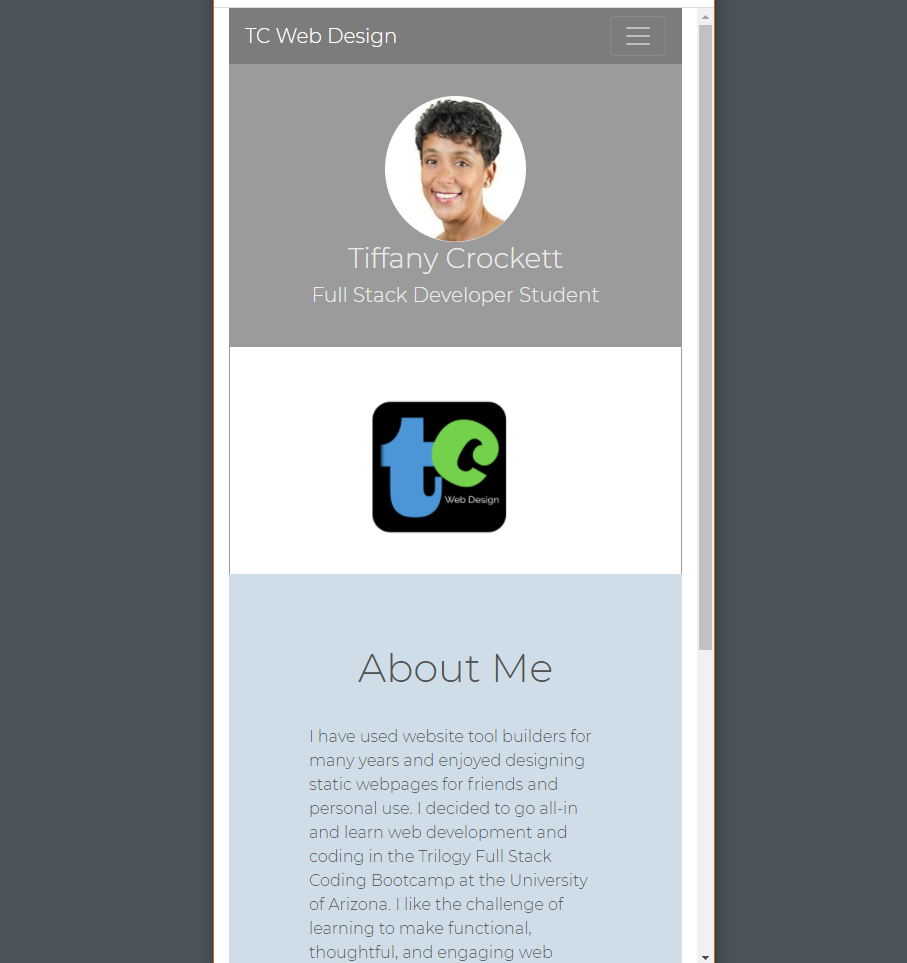 TC Web Design
Tiffany Crockett
Full Stack Developer Student
tc
Web Design
About Me
I have used website tool builders for
many years and enjoyed designing
static webpages for friends and
personal use. I decided to go all-in
and learn web development and
coding in the Trilogy Full Stack
Coding Bootcamp at the University
of Arizona. I like the challenge of
learning to make functional,
thoughtful, and engaging web